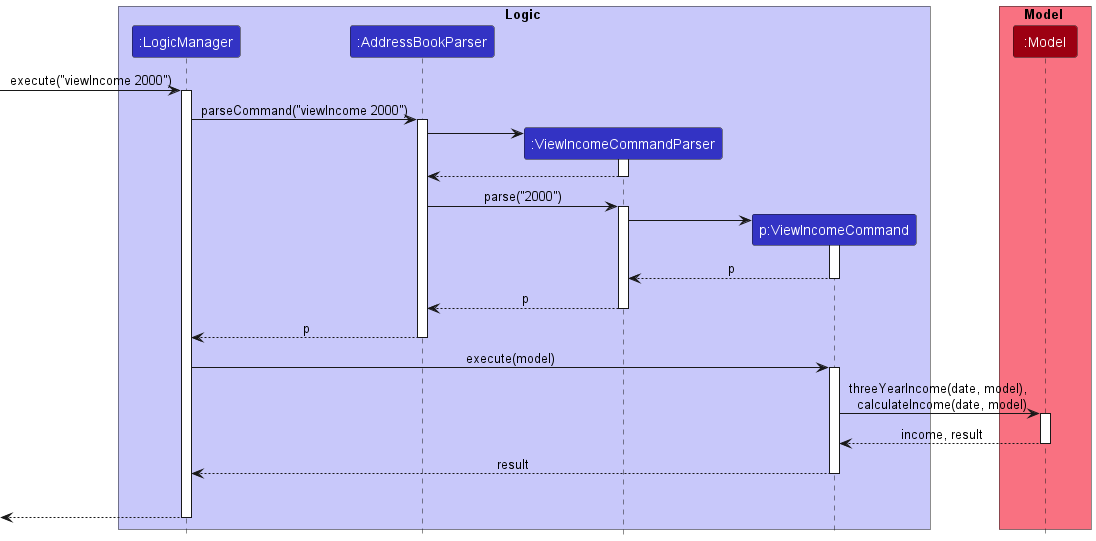 Logic
Model
:LogicManager
:AddressBookParser
:Model
execute("viewIncome 2000")
parseCommand("viewIncome 2000")
:ViewIncomeCommandParser
parse("2000")
p:ViewIncomeCommand
p
p
p
execute(model)
threeYearIncome(date, model),
calculateIncome(date, model)
income, result
result